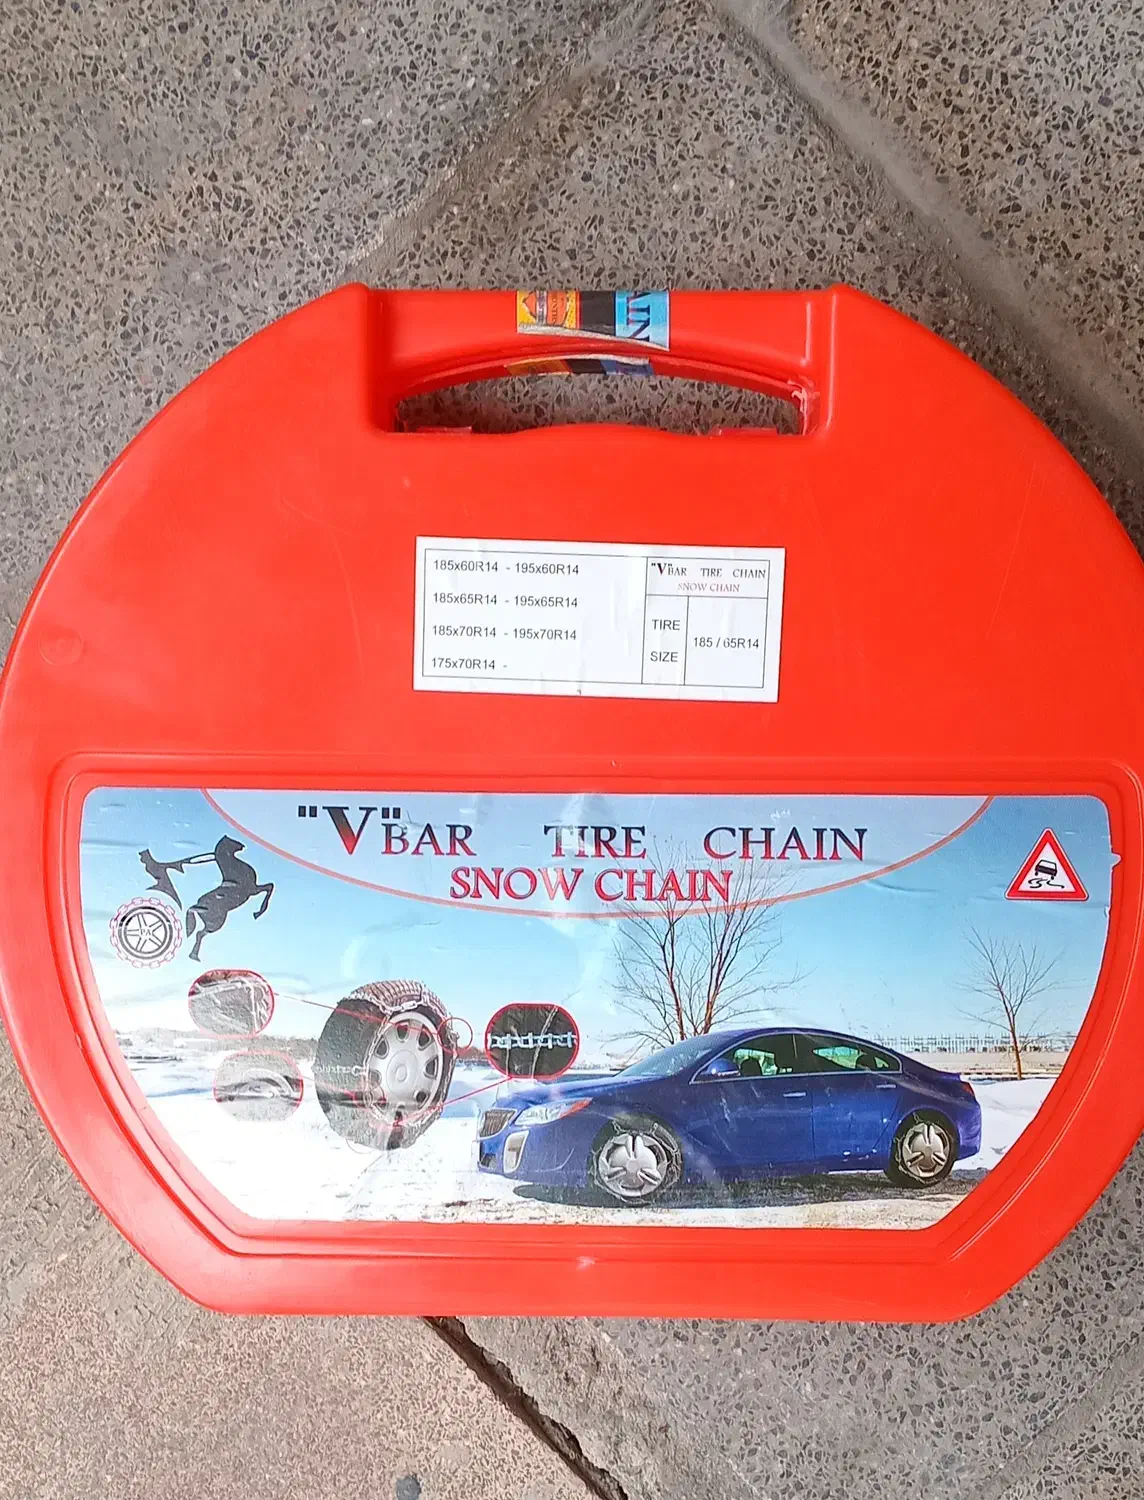 185x60R14 - 195x60R14
185x65R14 - 195x65R14
185x70R14 - 195x70R14
175x70R14 -
"V"BAR TIRE CHAIN
SNOW CHAIN
TIRE
SIZE
185 / 65R14
"V"BAR TIRE CHAIN
SNOW CHAIN
PA